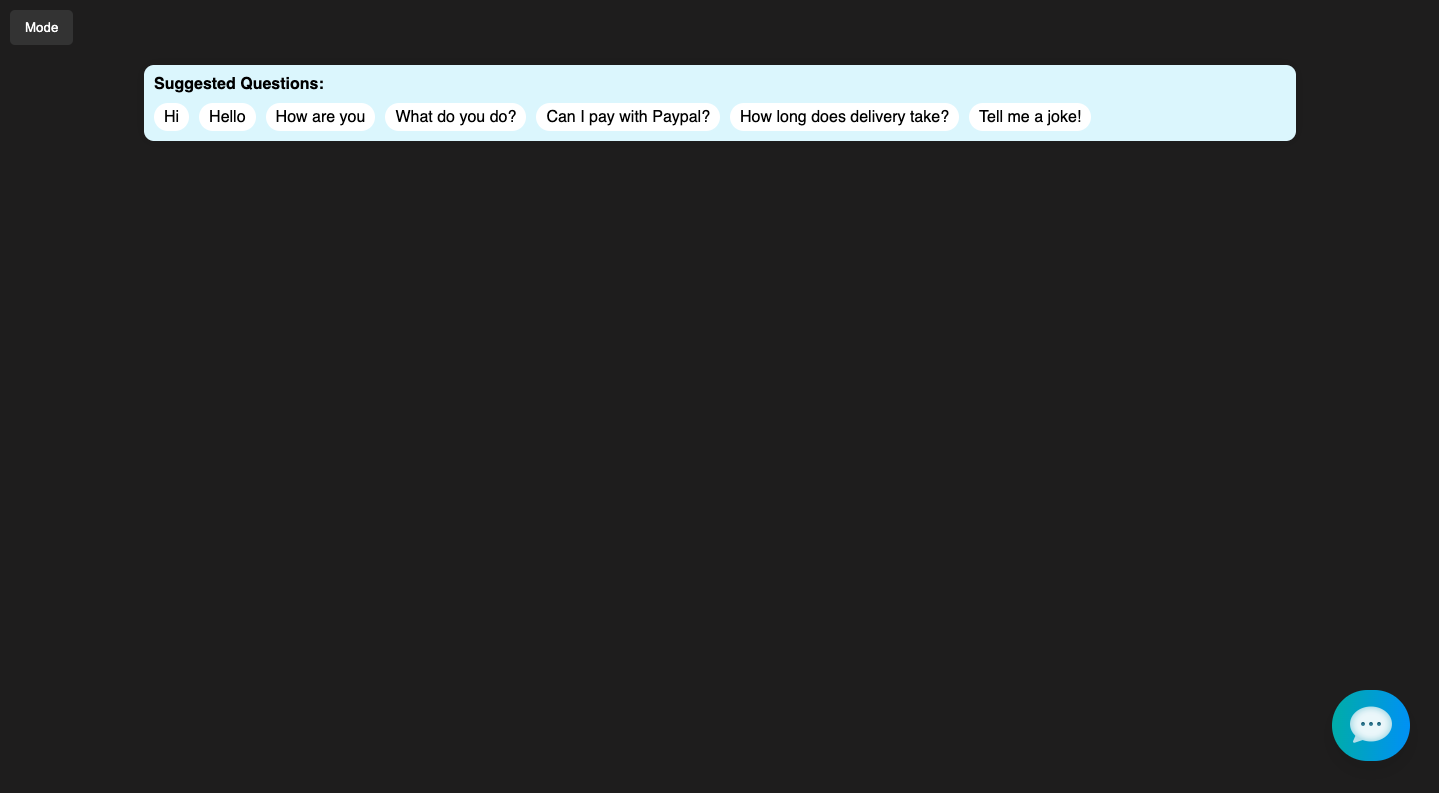 Mode
Suggested Questions:
Hi Hello How are you What do you do? Can I pay with Paypal? How long does delivery take? Tell me a joke!